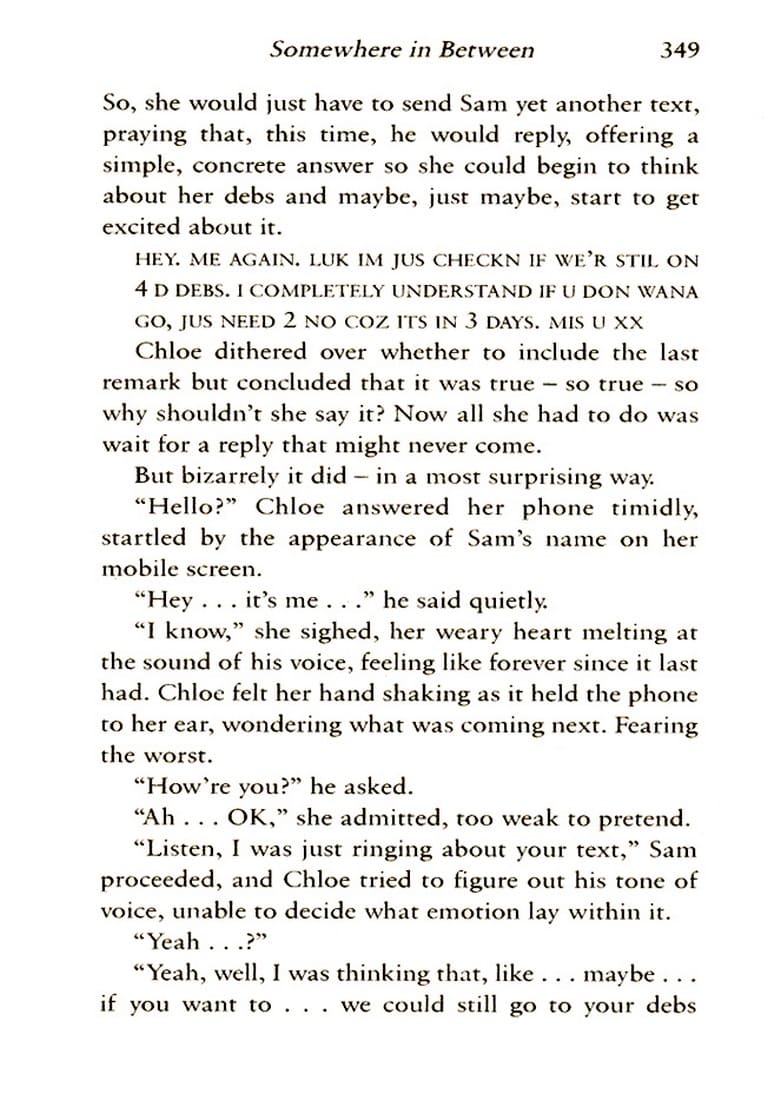 Somewhere in Between 349
So, she would just have to send Sam yet another text,
praying that, this time, he would reply, offering a
simple, concrete answer so she could begin to think
about her debs and maybe, just maybe, start to get
excited about it.
HEY. ME AGAIN. LUK IM JUS CHECKN IF WE'R STIL ON
4 D DEBS. I COMPLETELY UNDERSTAND IF U DON WANA
GO, JUS NEED 2 NO COZ ITS IN 3 DAYS. MIS U XX
Chloe dithered over whether to include the last
remark but concluded that it was true – so true – so
why shouldn't she say it? Now all she had to do was
wait for a reply that might never come.
But bizarrely it did – in a most surprising way.
"Hello?" Chloe answered her phone timidly,
startled by the appearance of Sam's name on her
mobile screen.
"Hey . . . it's me . . ." he said quietly.
"I know," she sighed, her weary heart melting at
the sound of his voice, feeling like forever since it last
had. Chloe felt her hand shaking as it held the phone
to her ear, wondering what was coming next. Fearing
the worst.
"How're you?" he asked.
"Ah . . . OK," she admitted, too weak to pretend.
"Listen, I was just ringing about your text," Sam
proceeded, and Chloe tried to figure out his tone of
voice, unable to decide what emotion lay within it.
"Yeah . . .?"
"Yeah, well, I was thinking that, like . . . maybe . . .
if you want to . . . we could still go to your debs